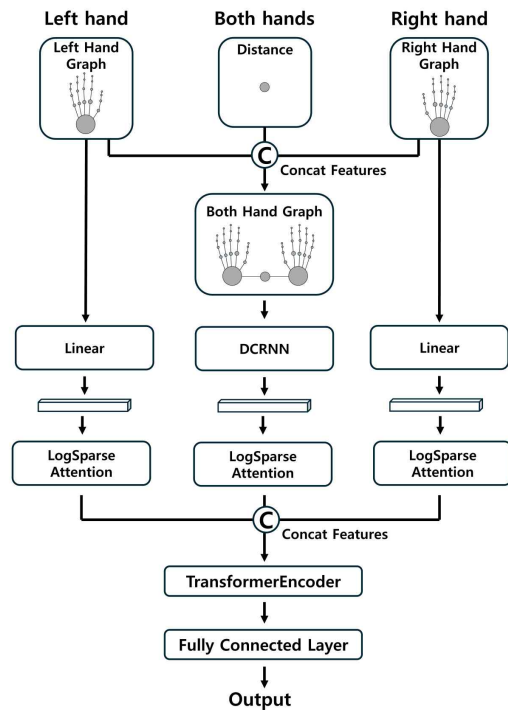 Left hand
Both hands
Right hand
Left Hand
Graph
Distance
Right Hand
Graph
C
Concat Features
Both Hand Graph
Linear
DCRNN
Linear
LogSparse
Attention
LogSparse
Attention
LogSparse
Attention
C
Concat Features
TransformerEncoder
Fully Connected Layer
Output